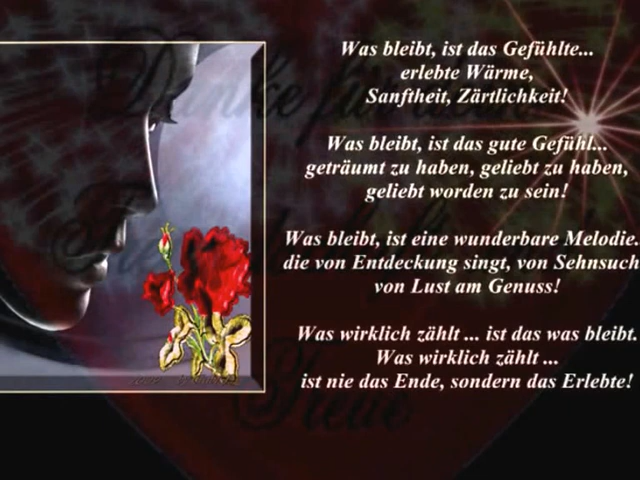 Was bleibt, ist das Gefühlte...
erlebte Wärme,
Sanftheit, Zärtlichkeit!
Was bleibt, ist das gute Gefühl...
geträumt zu haben, geliebt zu haben,
geliebt worden zu sein!
Was bleibt, ist eine wunderbare Melodie.
die von Entdeckung singt, von Sehnsuch
von Lust am Genuss!
Was wirklich zählt ... ist das was bleibt.
Was wirklich zählt ...
ist nie das Ende, sondern das Erlebte!
Danke für